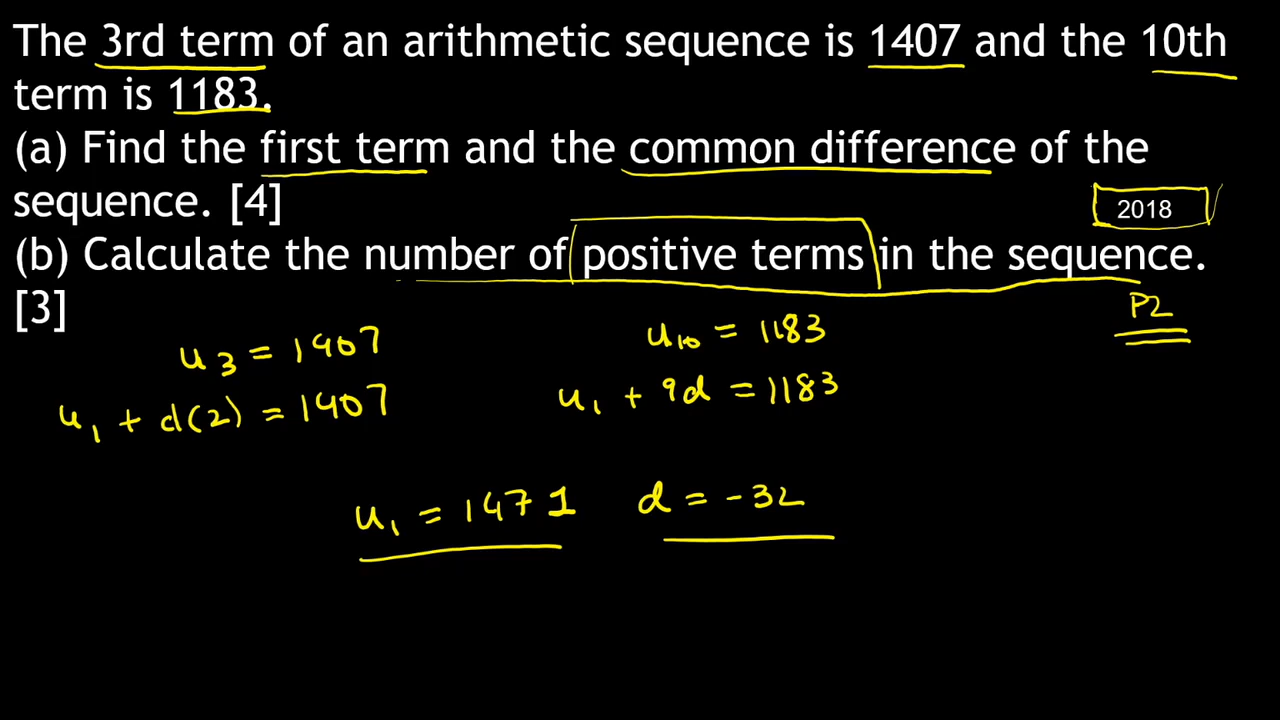 The 3rd term of an arithmetic sequence is 1407 and the 10th
term is 1183.
(a) Find the first term and the common difference of the
sequence. [4]
2018
(b) Calculate the number of positive terms in the sequence.
[3]
P2
u3 = 1407
u10 = 1183
u1 + d(2) = 1407
u1 + 9d = 1183
u1 = 1471 d = -32